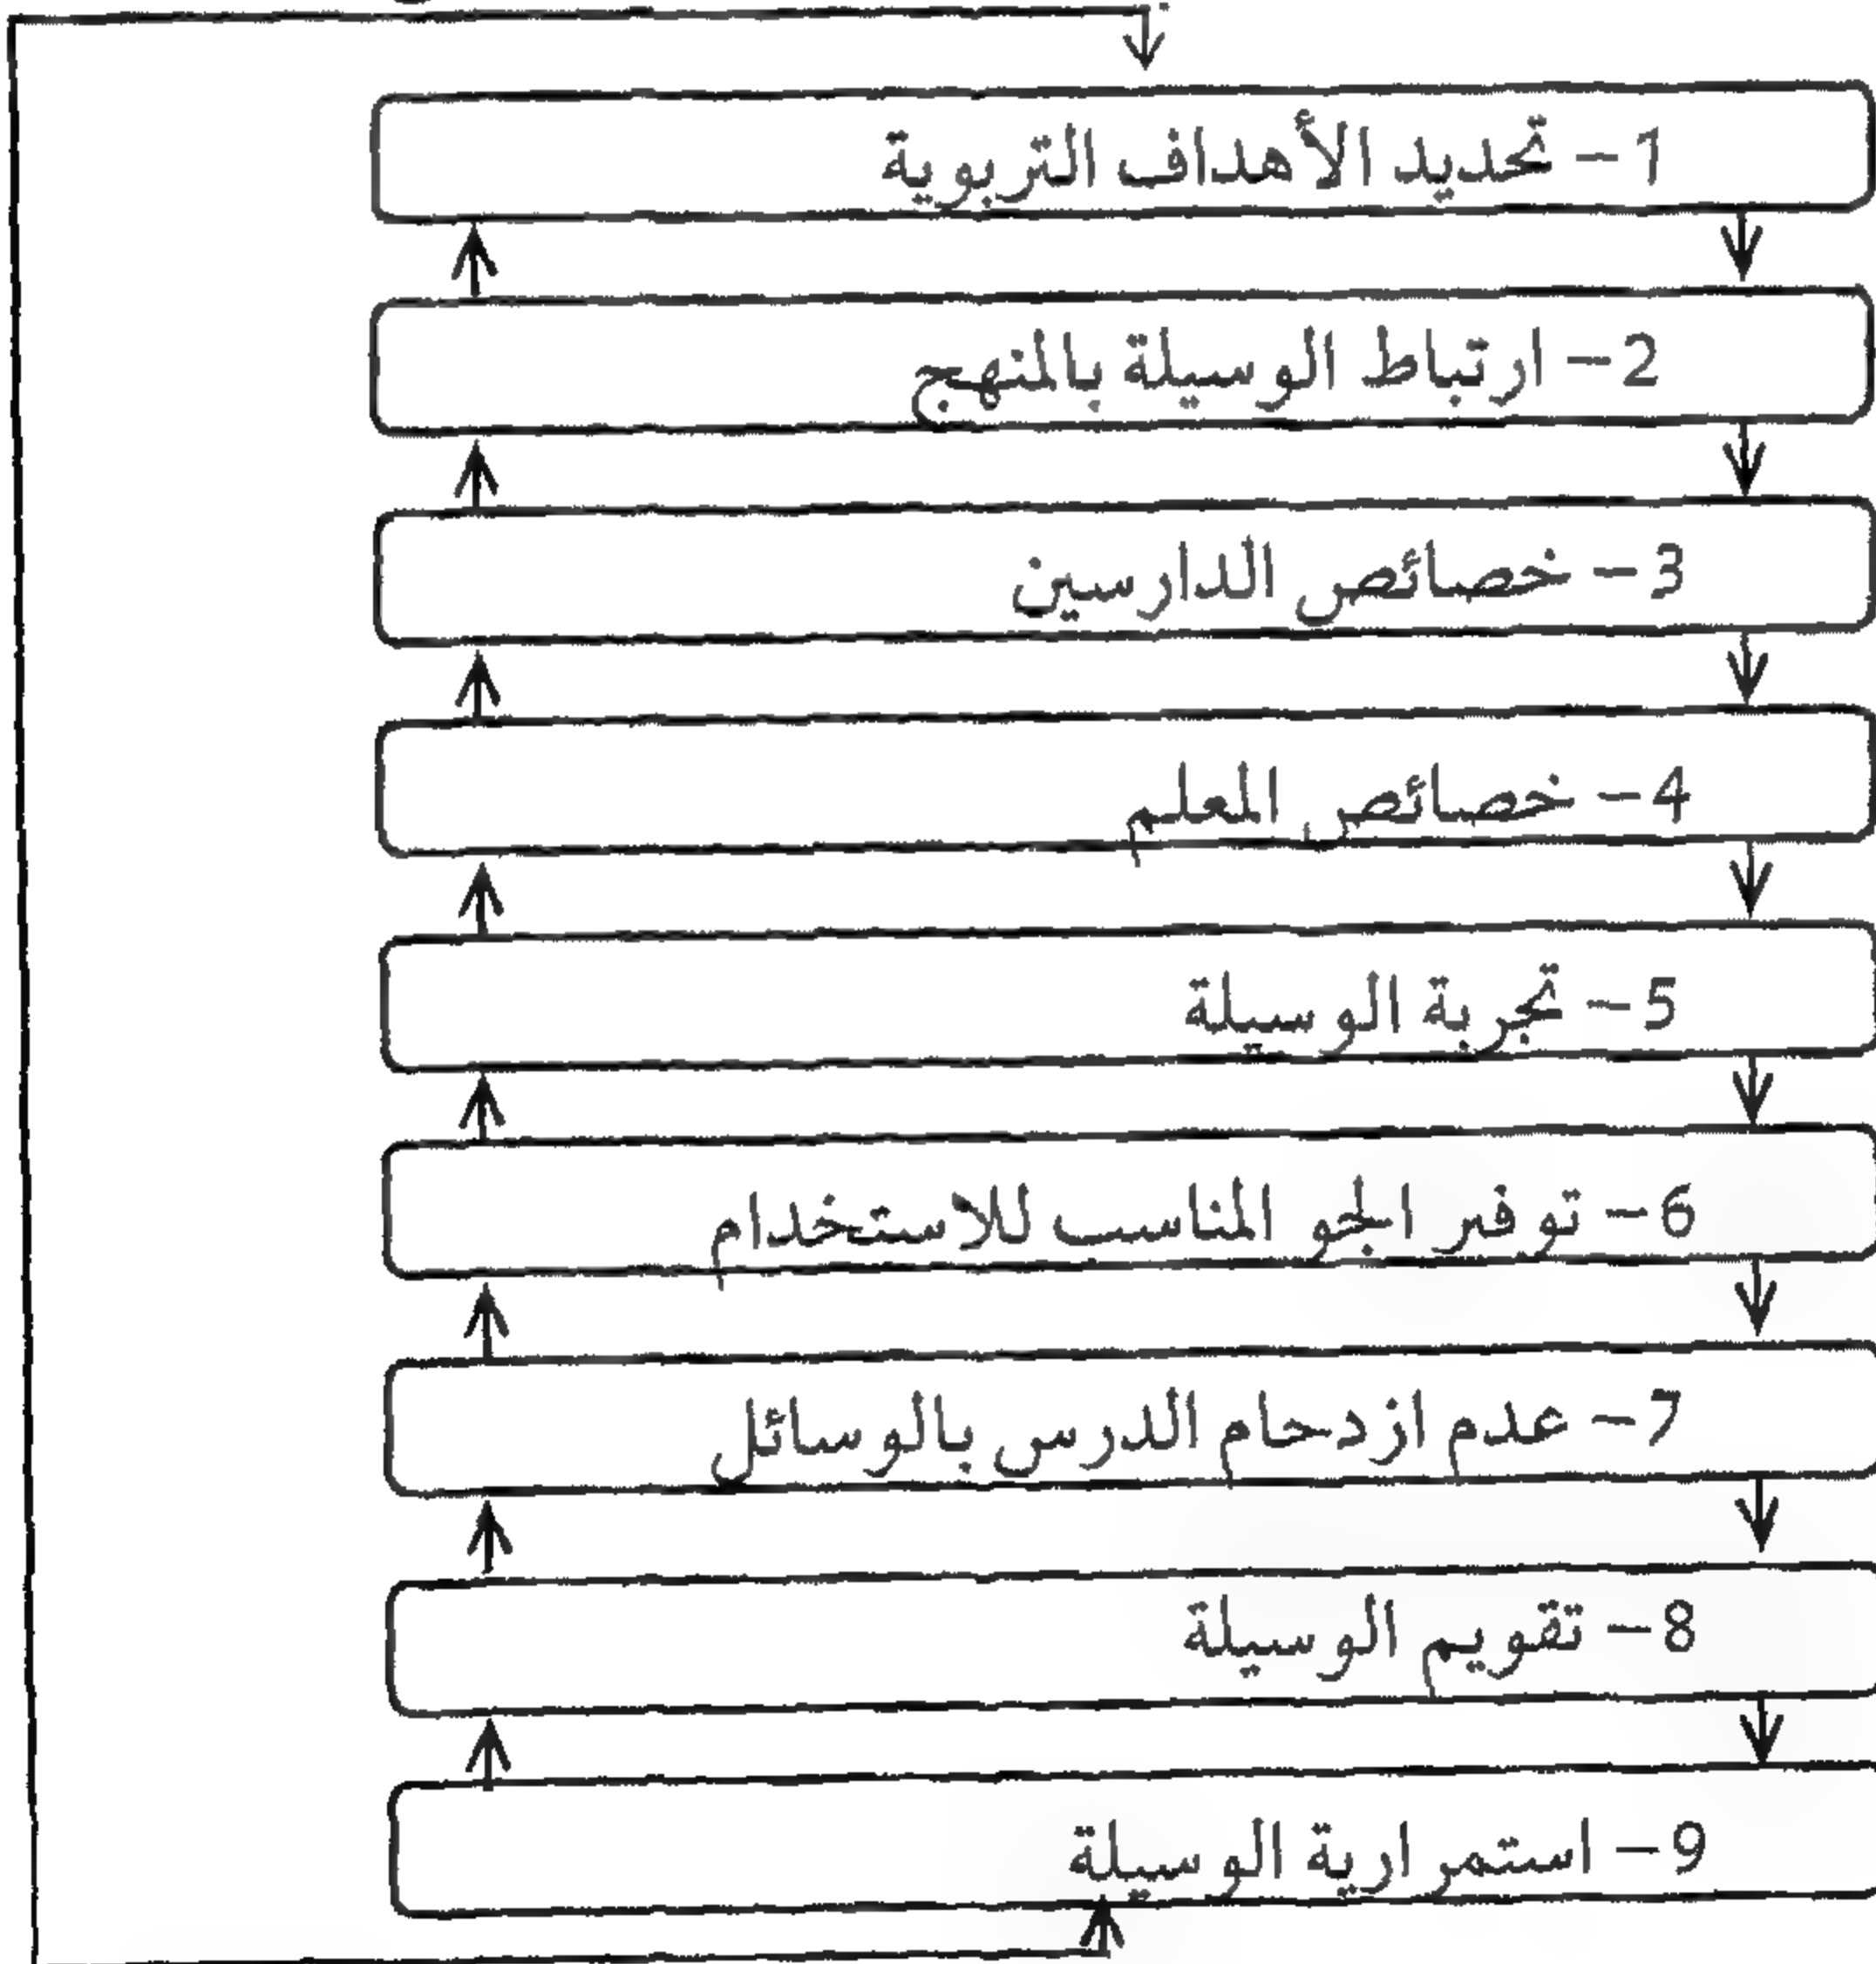 1- تحديد الأهداف التربوية
2- ارتباط الوسيلة بالمنهج
3- خصائص الدارسين
4- خصائص المعلم
5- تجربة الوسيلة
6- توفير الجو المناسب للاستخدام
7- عدم ازدحام الدرس بالوسائل
8- تقويم الوسيلة
9- استمرارية الوسيلة